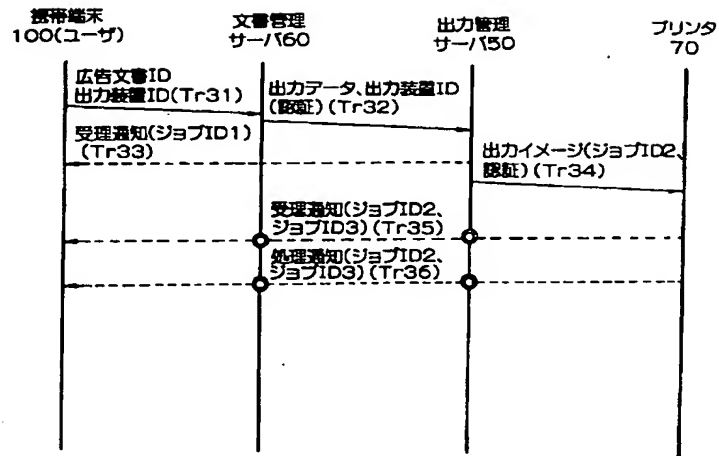 携帯端末
100(ユーザ)
文書管理
サーバ60
出力管理
サーバ50
プリンタ
70
広告文書ID
出力装置ID(Tr31)
出力データ、出力装置ID
(認証)(Tr32)
受理通知(ジョブID1)
(Tr33)
出力イメージ(ジョブID2、
認証)(Tr34)
受理通知(ジョブID2、
ジョブID3)(Tr35)
処理通知(ジョブID2、
ジョブID3)(Tr36)